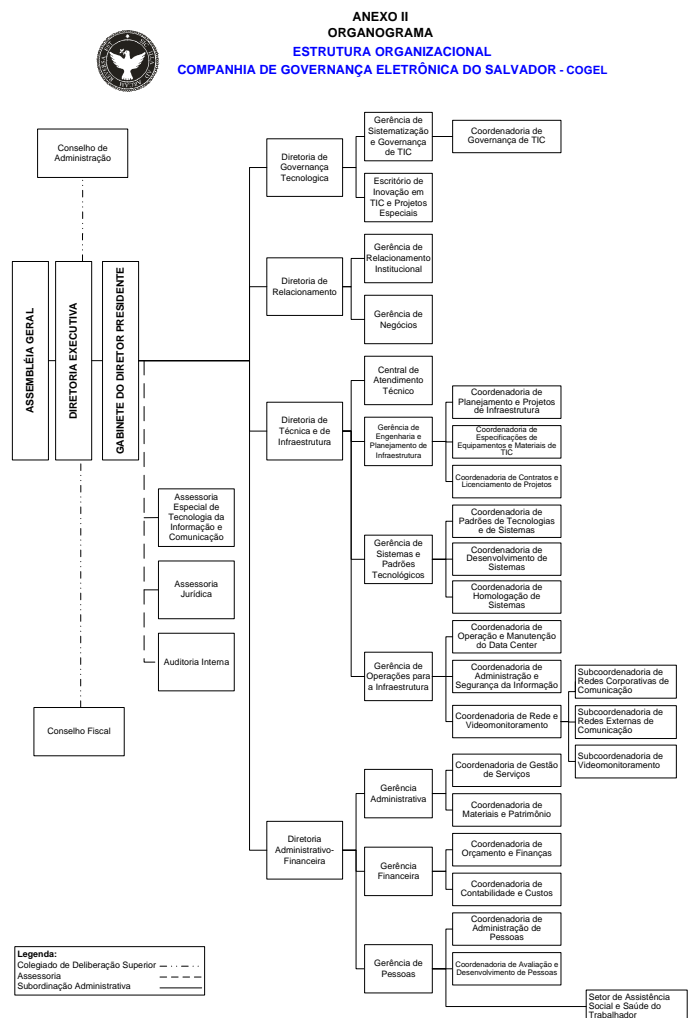 ANEXO II
ORGANOGRAMA
ESTRUTURA ORGANIZACIONAL
COMPANHIA DE GOVERNANÇA ELETRÔNICA DO SALVADOR - COGEL
Conselho de
Administração
ASSEMBLÉIA GERAL
DIRETORIA EXECUTIVA
GABINETE DO DIRETOR PRESIDENTE
Assessoria
Especial de
Tecnologia da
Informação e
Comunicação
Assessoria
Jurídica
Auditoria Interna
Conselho Fiscal
Diretoria de
Governança
Tecnologica
Gerência de
Sistematização
e Governança
de TIC
Coordenadoria de
Governança de TIC
Escritório de
Inovação em
TIC e Projetos
Especiais
Diretoria de
Relacionamento
Gerência de
Relacionamento
Institucional
Gerência de
Negócios
Diretoria de
Técnica e de
Infraestrutura
Central de
Atendimento
Técnico
Gerência de
Engenharia e
Planejamento de
Infraestrutura
Coordenadoria de
Planejamento e Projetos
de Infraestrutura
Coordenadoria de
Especificações de
Equipamentos e Materiais de
TIC
Coordenadoria de Contratos e
Licenciamento de Projetos
Gerência de
Sistemas e
Padrões
Tecnológicos
Coordenadoria de
Padrões de Tecnologias
e de Sistemas
Coordenadoria de
Desenvolvimento de
Sistemas
Coordenadoria de
Homologação de
Sistemas
Gerência de
Operações para
a Infraestrutura
Coordenadoria de
Operação e Manutenção
do Data Center
Coordenadoria de
Administração e
Segurança da Informação
Coordenadoria de Rede e
Videomonitoramento
Subcoordenadoria de
Redes Corporativas de
Comunicação
Subcoordenadoria de
Redes Externas de
Comunicação
Subcoordenadoria de
Videomonitoramento
Diretoria
Administrativo-
Financeira
Gerência
Administrativa
Coordenadoria de Gestão
de Serviços
Coordenadoria de
Materiais e Patrimônio
Gerência
Financeira
Coordenadoria de
Orçamento e Finanças
Coordenadoria de
Contabilidade e Custos
Gerência de
Pessoas
Coordenadoria de
Administração de
Pessoas
Coordenadoria de Avaliação e
Desenvolvimento de Pessoas
Setor de Assistência
Social e Saúde do
Trabalhador
Legenda:
Colegiado de Deliberação Superior
Assessoria
Subordinação Administrativa